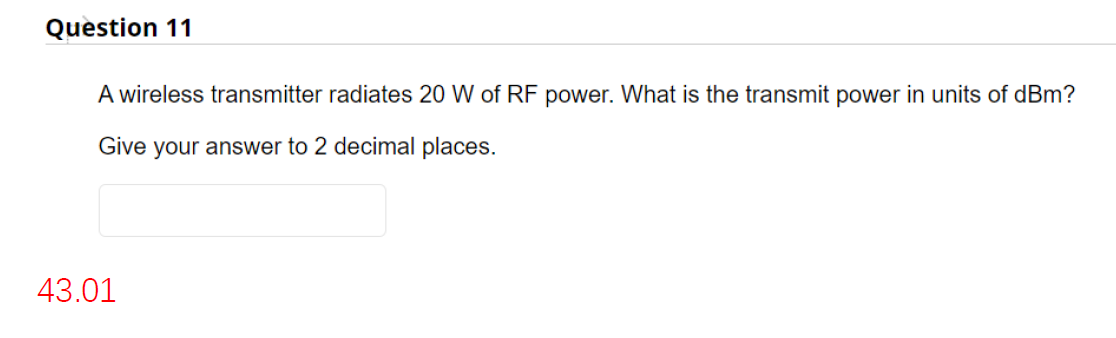 Question 11
A wireless transmitter radiates 20 W of RF power. What is the transmit power in units of dBm?
Give your answer to 2 decimal places.
43.01